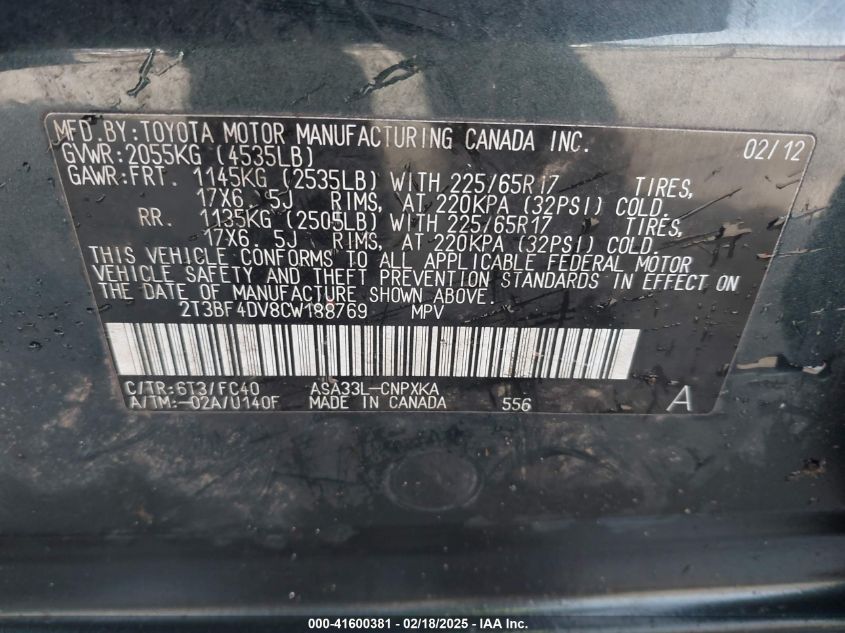 MFD.BY:TOYOTA MOTOR MANUFACTURING CANADA INC. 02/12
GVWR:2055KG (4535LB)
GAWR:FRT. 1145KG (2535LB) WITH 225/65R17 TIRES,
17X6.5J RIMS, AT 220KPA (32PSI) COLD.
RR. 1135KG (2505LB) WITH 225/65R17 TIRES,
17X6.5J RIMS, AT 220KPA (32PSI) COLD.
THIS VEHICLE CONFORMS TO ALL APPLICABLE FEDERAL MOTOR
VEHICLE SAFETY AND THEFT PREVENTION STANDARDS IN EFFECT ON
THE DATE OF MANUFACTURE SHOWN ABOVE.
2T3BF4DV8CW188769 MPV
C/TR:6T3/FC40 ASA33L-CNPXKA
A/TM:-02A/U140F MADE IN CANADA 556 A
000-41600381 - 02/18/2025 - IAA Inc.